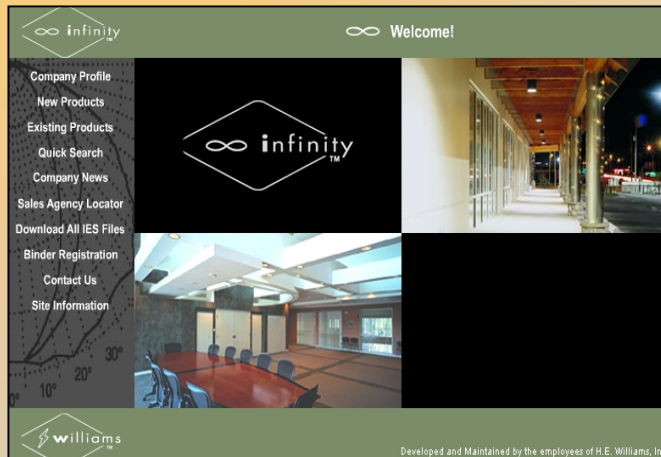 infinity
TM
Welcome!
Company Profile
New Products
Existing Products
Quick Search
Company News
Sales Agency Locator
Download All IES Files
Binder Registration
Contact Us
Site Information
30°
20°
10°
0°
infinity
TM
williams
TM
Developed and Maintained by the employees of H.E. Williams, In